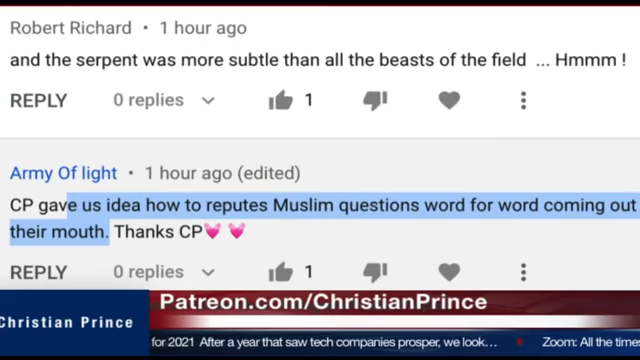 Robert Richard • 1 hour ago
and the serpent was more subtle than all the beasts of the field ... Hmmm !
REPLY 0 replies 1
Army Of light • 1 hour ago (edited)
CP gave us idea how to reputes Muslim questions word for word coming out
their mouth. Thanks CP💓 💓
REPLY 0 replies 1
Patreon.com/ChristianPrince
Christian Prince
for 2021 After a year that saw tech companies prosper, we look... • Zoom: All the time